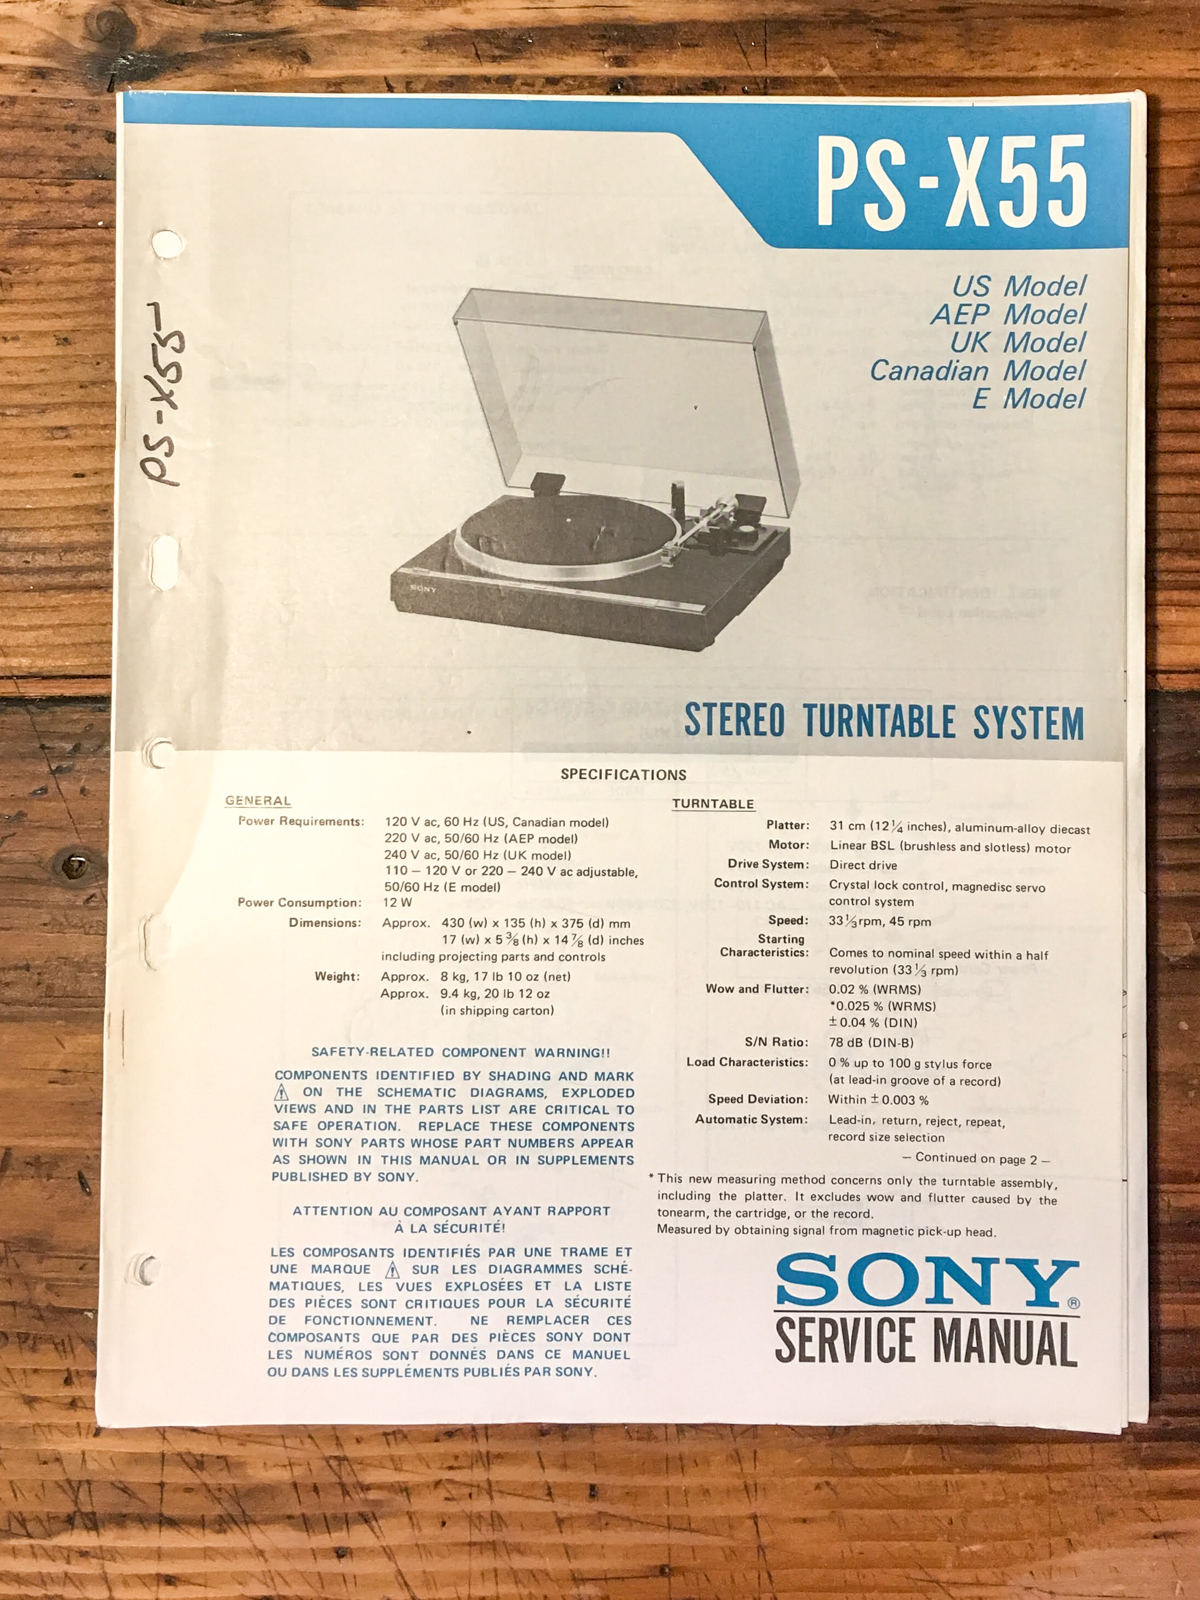 PS-X55
US Model
AEP Model
UK Model
Canadian Model
E Model
PS-X55
SONY
STEREO TURNTABLE SYSTEM
SPECIFICATIONS
GENERAL
Power Requirements: 120 V ac, 60 Hz (US, Canadian model)
220 V ac, 50/60 Hz (AEP model)
240 V ac, 50/60 Hz (UK model)
110 – 120 V or 220 – 240 V ac adjustable,
50/60 Hz (E model)
Power Consumption: 12 W
Dimensions: Approx. 430 (w) x 135 (h) x 375 (d) mm
17 (w) x 5 3/8 (h) x 14 7/8 (d) inches
including projecting parts and controls
Weight: Approx. 8 kg, 17 lb 10 oz (net)
Approx. 9.4 kg, 20 lb 12 oz
(in shipping carton)
SAFETY-RELATED COMPONENT WARNING!!
COMPONENTS IDENTIFIED BY SHADING AND MARK
⚠ ON THE SCHEMATIC DIAGRAMS, EXPLODED
VIEWS AND IN THE PARTS LIST ARE CRITICAL TO
SAFE OPERATION. REPLACE THESE COMPONENTS
WITH SONY PARTS WHOSE PART NUMBERS APPEAR
AS SHOWN IN THIS MANUAL OR IN SUPPLEMENTS
PUBLISHED BY SONY.
ATTENTION AU COMPOSANT AYANT RAPPORT
À LA SÉCURITÉ!
LES COMPOSANTS IDENTIFIÉS PAR UNE TRAME ET
UNE MARQUE ⚠ SUR LES DIAGRAMMES SCHÉ-
MATIQUES, LES VUES EXPLOSÉES ET LA LISTE
DES PIÈCES SONT CRITIQUES POUR LA SÉCURITÉ
DE FONCTIONNEMENT. NE REMPLACER CES
COMPOSANTS QUE PAR DES PIÈCES SONY DONT
LES NUMÉROS SONT DONNÉS DANS CE MANUEL
OU DANS LES SUPPLÉMENTS PUBLIÉS PAR SONY.
TURNTABLE
Platter: 31 cm (12 1/4 inches), aluminum-alloy diecast
Motor: Linear BSL (brushless and slotless) motor
Drive System: Direct drive
Control System: Crystal lock control, magnedisc servo
control system
Speed: 33 1/3 rpm, 45 rpm
Starting
Characteristics: Comes to nominal speed within a half
revolution (33 1/3 rpm)
Wow and Flutter: 0.02 % (WRMS)
*0.025 % (WRMS)
±0.04 % (DIN)
S/N Ratio: 78 dB (DIN-B)
Load Characteristics: 0 % up to 100 g stylus force
(at lead-in groove of a record)
Speed Deviation: Within ±0.003 %
Automatic System: Lead-in, return, reject, repeat,
record size selection
– Continued on page 2 –
* This new measuring method concerns only the turntable assembly,
including the platter. It excludes wow and flutter caused by the
tonearm, the cartridge, or the record.
Measured by obtaining signal from magnetic pick-up head.
SONY®
SERVICE MANUAL